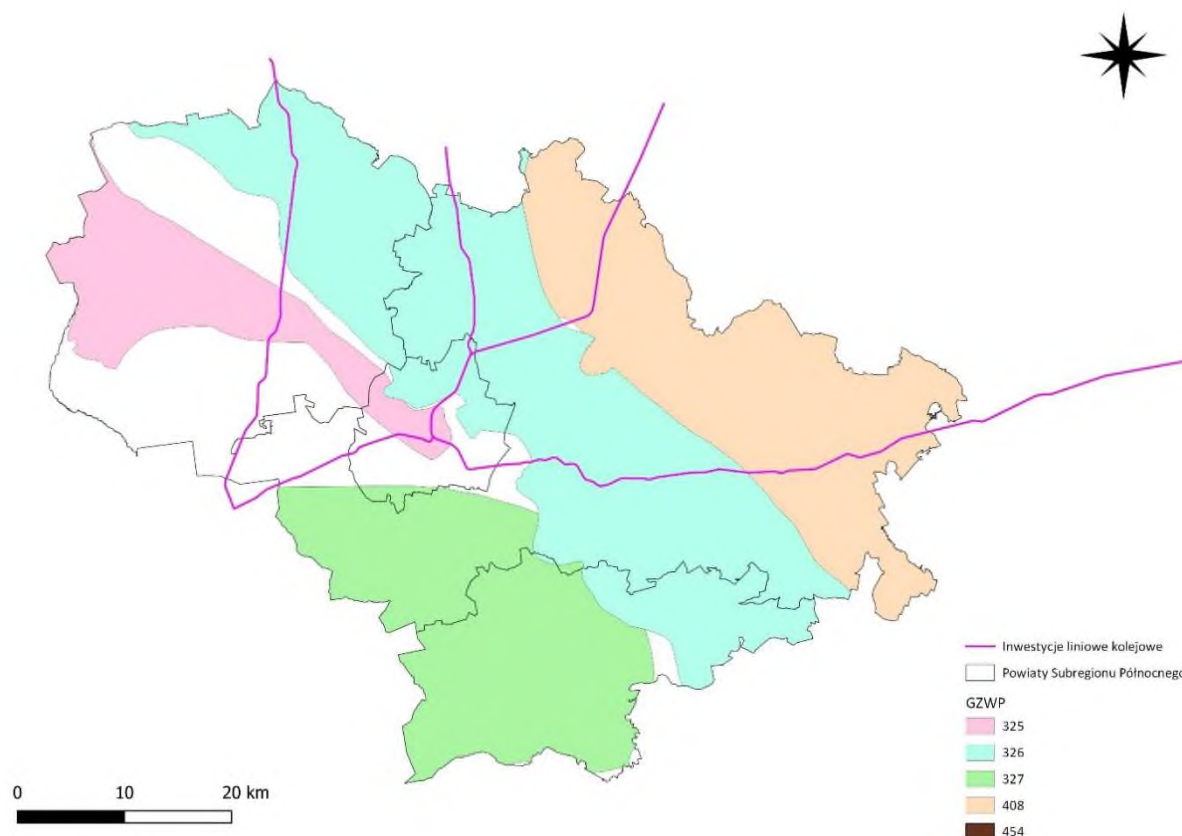 Inwestycje liniowe kolejowe
Powiaty Subregionu Północnego
GZWP
325
326
327
408
454
0 10 20 km